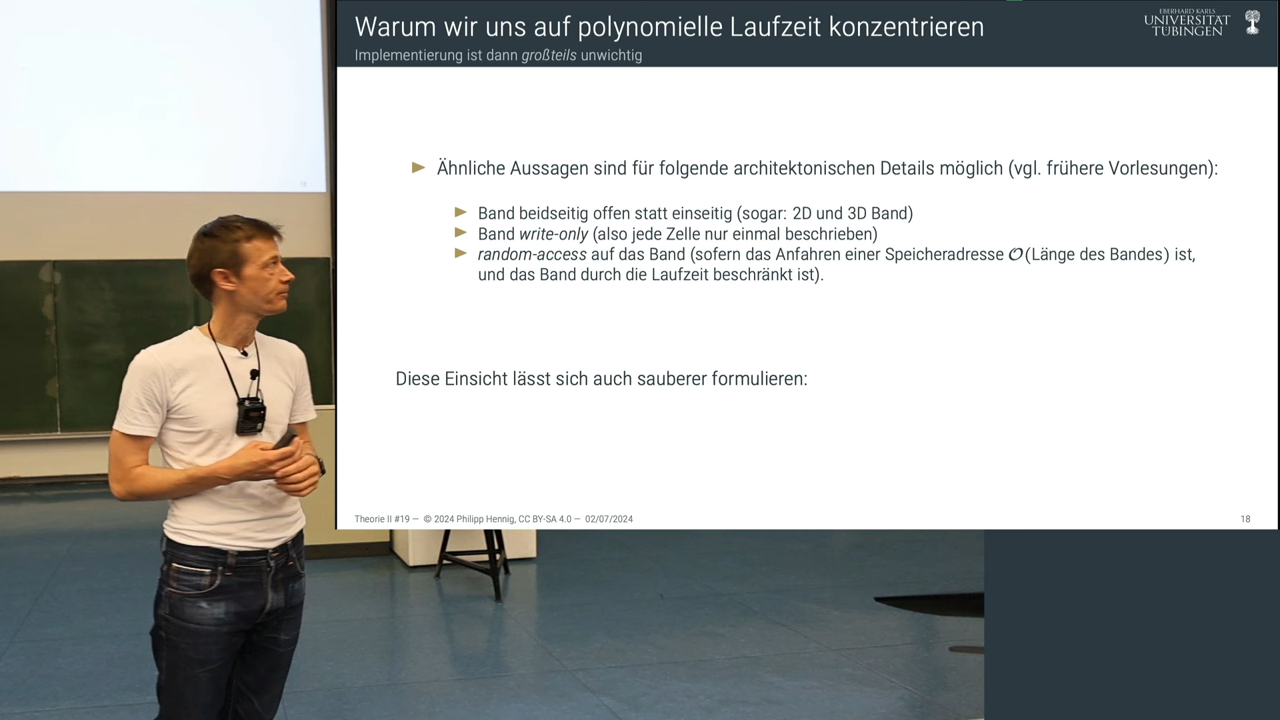 Warum wir uns auf polynomielle Laufzeit konzentrieren
Implementierung ist dann großteils unwichtig
EBERHARD KARLS
UNIVERSITÄT
TÜBINGEN
Ähnliche Aussagen sind für folgende architektonischen Details möglich (vgl. frühere Vorlesungen):
Band beidseitig offen statt einseitig (sogar: 2D und 3D Band)
Band write-only (also jede Zelle nur einmal beschrieben)
random-access auf das Band (sofern das Anfahren einer Speicheradresse 𝒪(Länge des Bandes) ist,
und das Band durch die Laufzeit beschränkt ist).
Diese Einsicht lässt sich auch sauberer formulieren:
Theorie II #19 — © 2024 Philipp Hennig, CC BY-SA 4.0 — 02/07/2024
18